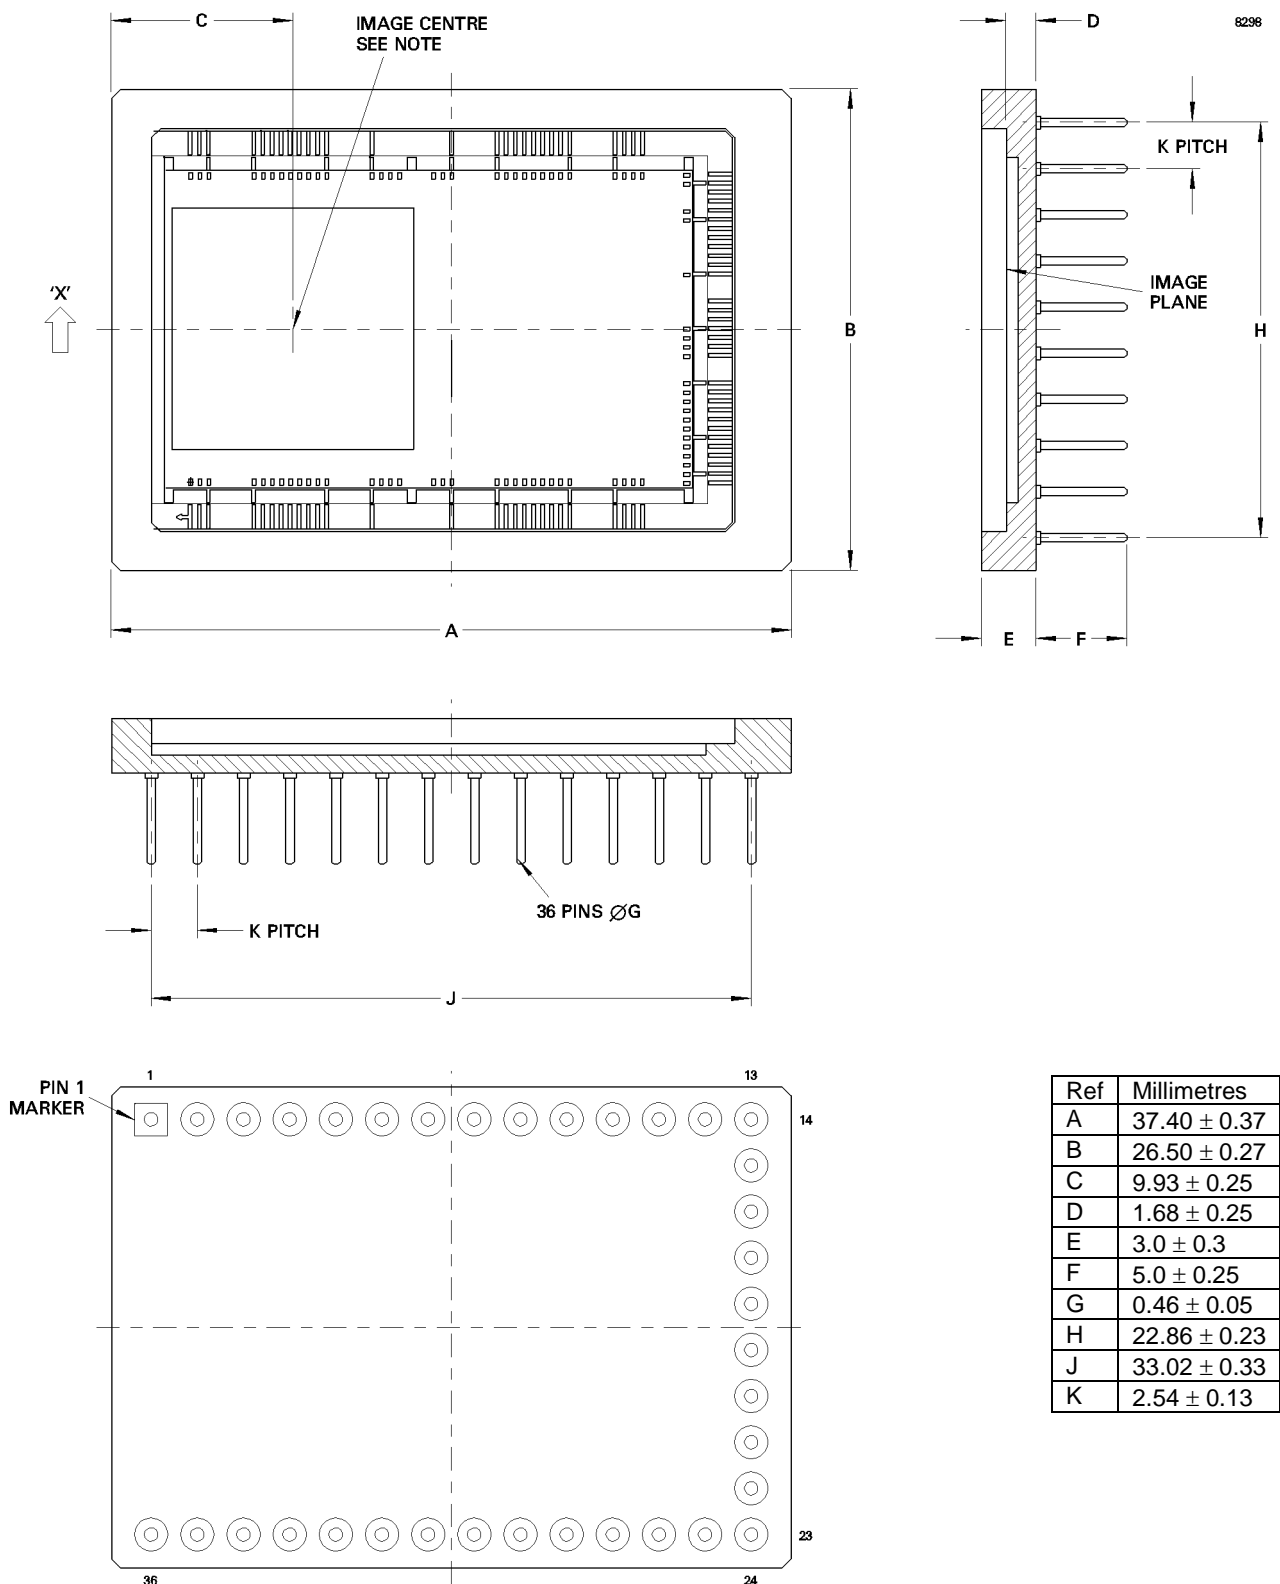 C
IMAGE CENTRE
SEE NOTE
D
8298
K PITCH
'X'
IMAGE
PLANE
B
H
A
E
F
36 PINS ØG
K PITCH
J
PIN 1
MARKER
1
13
14
23
36
24
Ref Millimetres
A 37.40 ± 0.37
B 26.50 ± 0.27
C 9.93 ± 0.25
D 1.68 ± 0.25
E 3.0 ± 0.3
F 5.0 ± 0.25
G 0.46 ± 0.05
H 22.86 ± 0.23
J 33.02 ± 0.33
K 2.54 ± 0.13